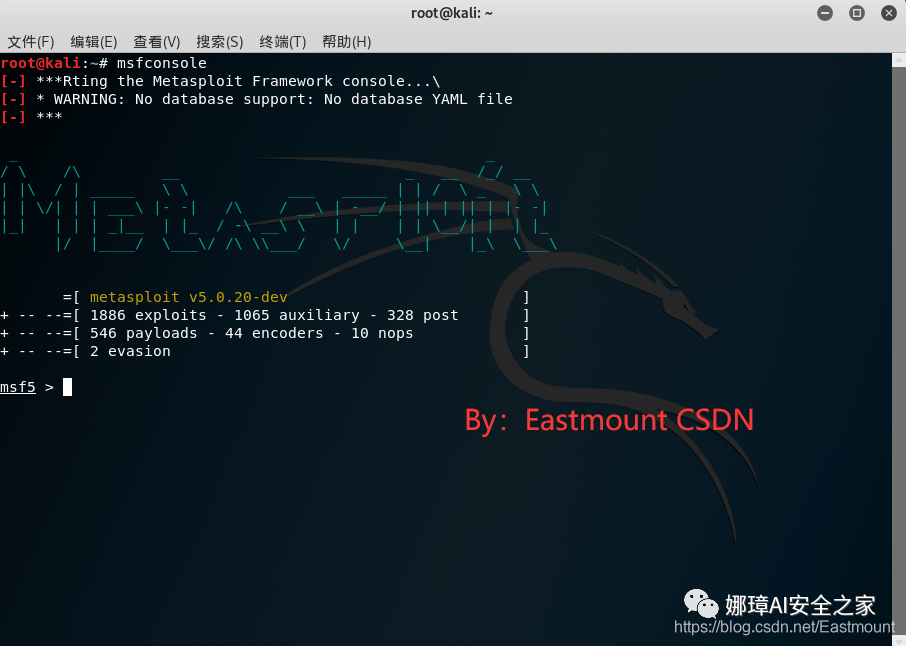 root@kali: ~
文件(F) 编辑(E) 查看(V) 搜索(S) 终端(T) 帮助(H)
root@kali:~# msfconsole
[-] ***Rting the Metasploit Framework console...\
[-] * WARNING: No database support: No database YAML file
[-] ***
METASPLOIT
=[ metasploit v5.0.20-dev ]
+ -- --=[ 1886 exploits - 1065 auxiliary - 328 post ]
+ -- --=[ 546 payloads - 44 encoders - 10 nops ]
+ -- --=[ 2 evasion ]
msf5 >
By：Eastmount CSDN
娜璋AI安全之家
https://blog.csdn.net/Eastmount